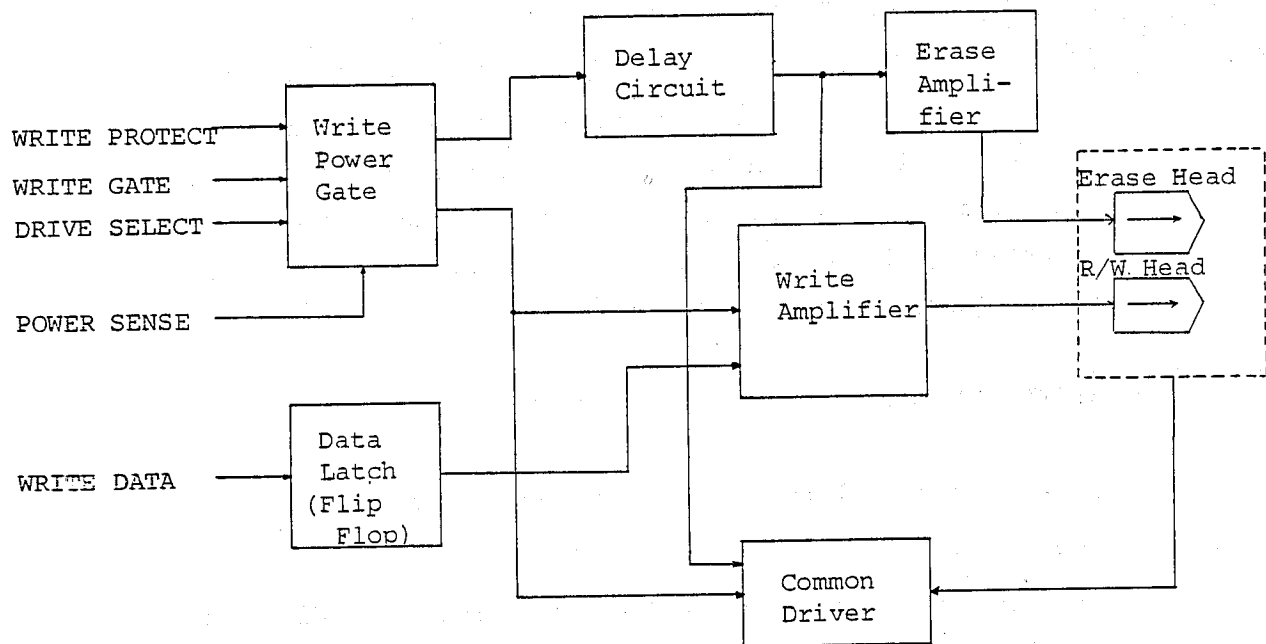 Delay
Circuit
Erase
Ampli-
fier
WRITE PROTECT
WRITE GATE
DRIVE SELECT
POWER SENSE
Write
Power
Gate
Erase Head
R/W. Head
Write
Amplifier
WRITE DATA
Data
Latch
(Flip
Flop)
Common
Driver